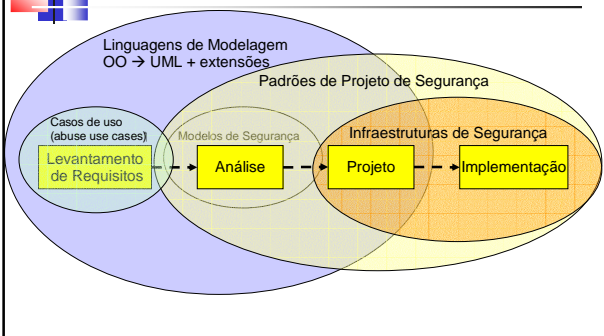 Linguagens de Modelagem
OO → UML + extensões
Padrões de Projeto de Segurança
Casos de uso
(abuse use cases)
Modelos de Segurança
Infraestruturas de Segurança
Levantamento
de Requisitos
Análise
Projeto
Implementação